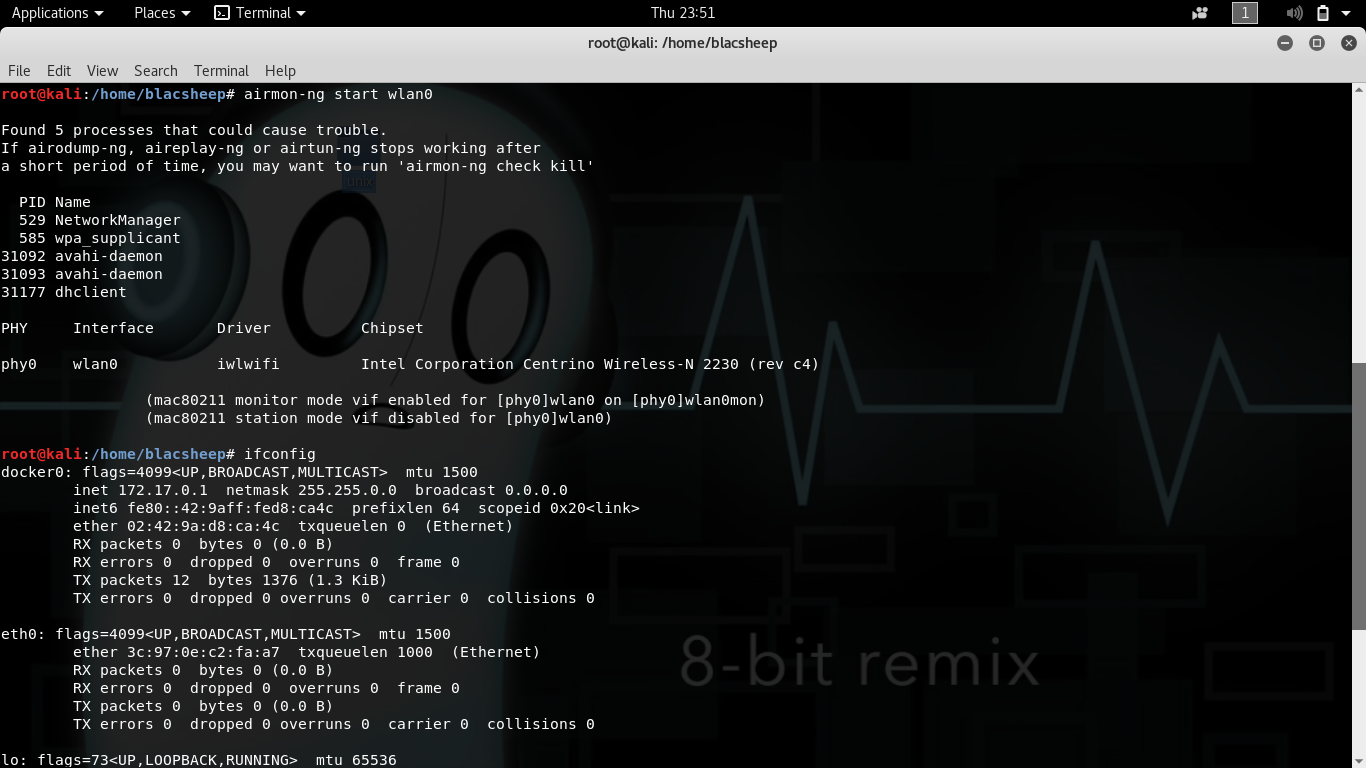 Applications Places Terminal Thu 23:51 1
root@kali: /home/blacsheep
File Edit View Search Terminal Help
root@kali:/home/blacsheep# airmon-ng start wlan0
Found 5 processes that could cause trouble.
If airodump-ng, aireplay-ng or airtun-ng stops working after
a short period of time, you may want to run 'airmon-ng check kill'
PID Name
529 NetworkManager
585 wpa_supplicant
31092 avahi-daemon
31093 avahi-daemon
31177 dhclient
PHY Interface Driver Chipset
phy0 wlan0 iwlwifi Intel Corporation Centrino Wireless-N 2230 (rev c4)
(mac80211 monitor mode vif enabled for [phy0]wlan0 on [phy0]wlan0mon)
(mac80211 station mode vif disabled for [phy0]wlan0)
root@kali:/home/blacsheep# ifconfig
docker0: flags=4099<UP,BROADCAST,MULTICAST>  mtu 1500
inet 172.17.0.1  netmask 255.255.0.0  broadcast 0.0.0.0
inet6 fe80::42:9aff:fed8:ca4c  prefixlen 64  scopeid 0x20<link>
ether 02:42:9a:d8:ca:4c  txqueuelen 0  (Ethernet)
RX packets 0  bytes 0 (0.0 B)
RX errors 0  dropped 0  overruns 0  frame 0
TX packets 12  bytes 1376 (1.3 KiB)
TX errors 0  dropped 0 overruns 0  carrier 0  collisions 0
eth0: flags=4099<UP,BROADCAST,MULTICAST>  mtu 1500
ether 3c:97:0e:c2:fa:a7  txqueuelen 1000  (Ethernet)
RX packets 0  bytes 0 (0.0 B)
RX errors 0  dropped 0  overruns 0  frame 0
TX packets 0  bytes 0 (0.0 B)
TX errors 0  dropped 0 overruns 0  carrier 0  collisions 0
lo: flags=73<UP,LOOPBACK,RUNNING>  mtu 65536
8-bit remix